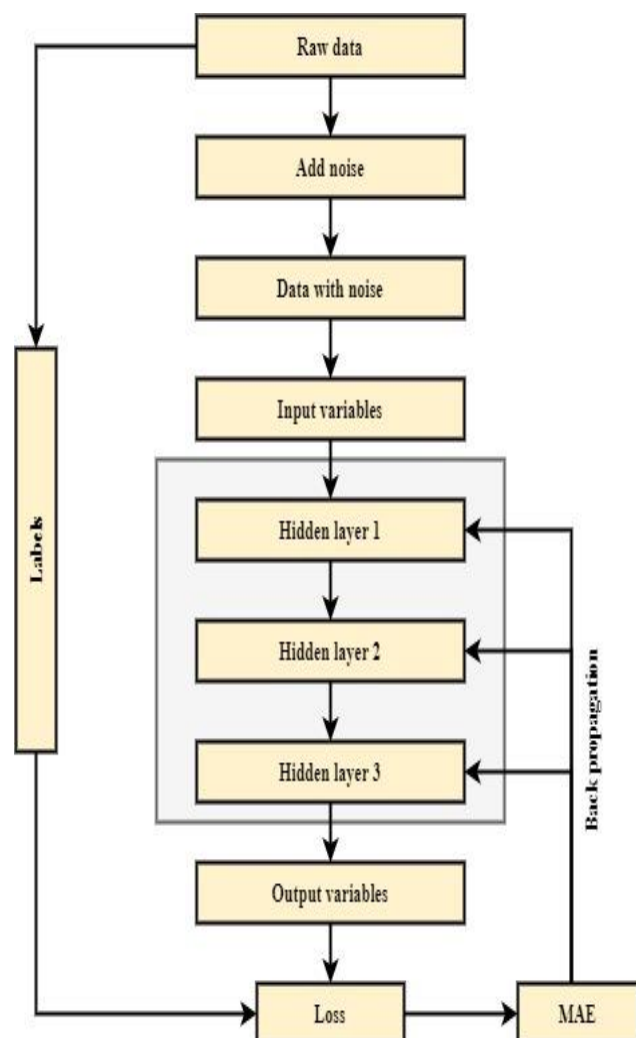 Raw data
Add noise
Data with noise
Input variables
Labels
Hidden layer 1
Hidden layer 2
Hidden layer 3
Back propagation
Output variables
Loss
MAE